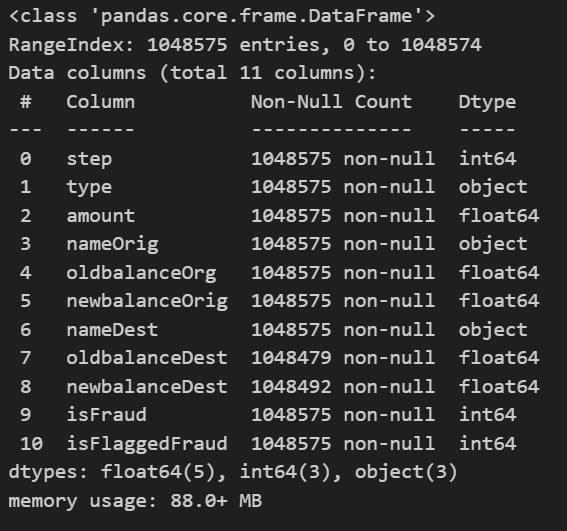 <class 'pandas.core.frame.DataFrame'>
RangeIndex: 1048575 entries, 0 to 1048574
Data columns (total 11 columns):
 #   Column          Non-Null Count    Dtype
---  ------          --------------    -----
 0   step            1048575 non-null  int64
 1   type            1048575 non-null  object
 2   amount          1048575 non-null  float64
 3   nameOrig        1048575 non-null  object
 4   oldbalanceOrg   1048575 non-null  float64
 5   newbalanceOrig  1048575 non-null  float64
 6   nameDest        1048575 non-null  object
 7   oldbalanceDest  1048479 non-null  float64
 8   newbalanceDest  1048492 non-null  float64
 9   isFraud         1048575 non-null  int64
 10  isFlaggedFraud  1048575 non-null  int64
dtypes: float64(5), int64(3), object(3)
memory usage: 88.0+ MB